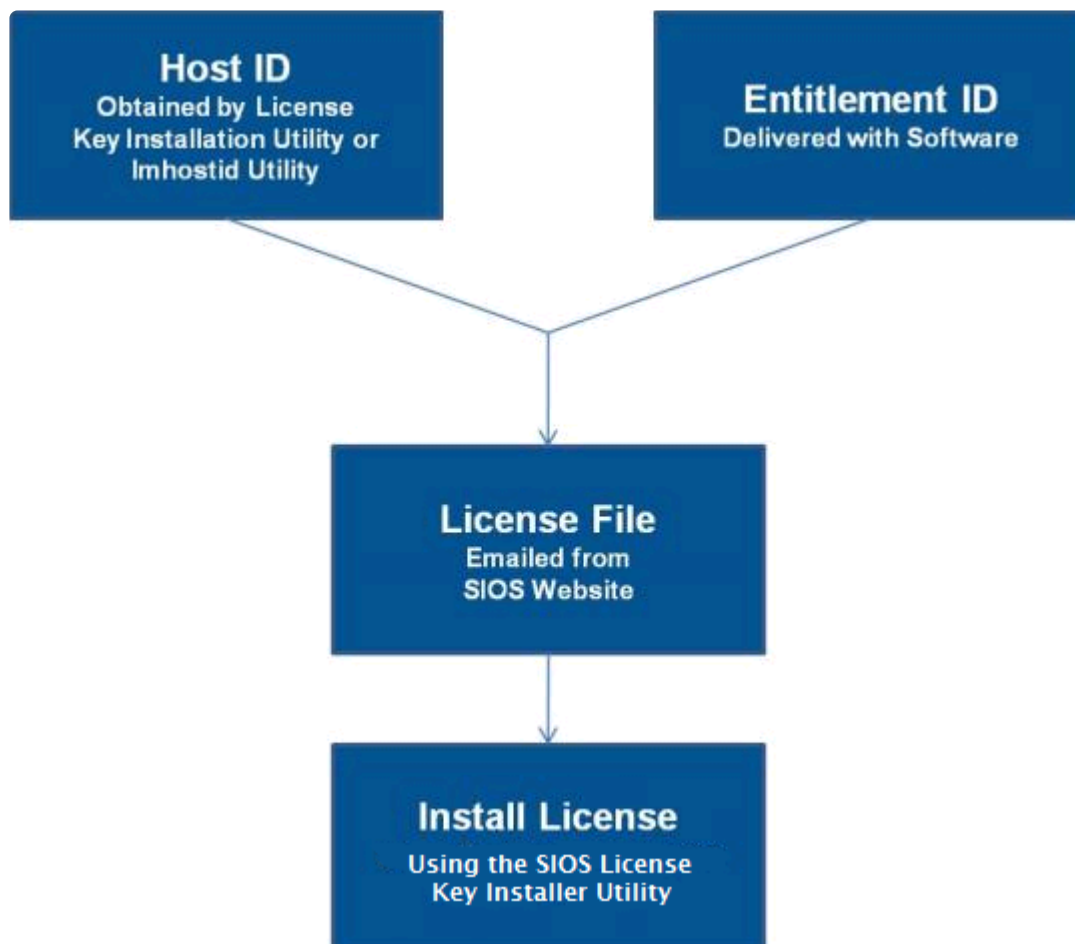 Host ID
Obtained by License
Key Installation Utility or
lmhostid Utility
Entitlement ID
Delivered with Software
License File
Emailed from
SIOS Website
Install License
Using the SIOS License
Key Installer Utility